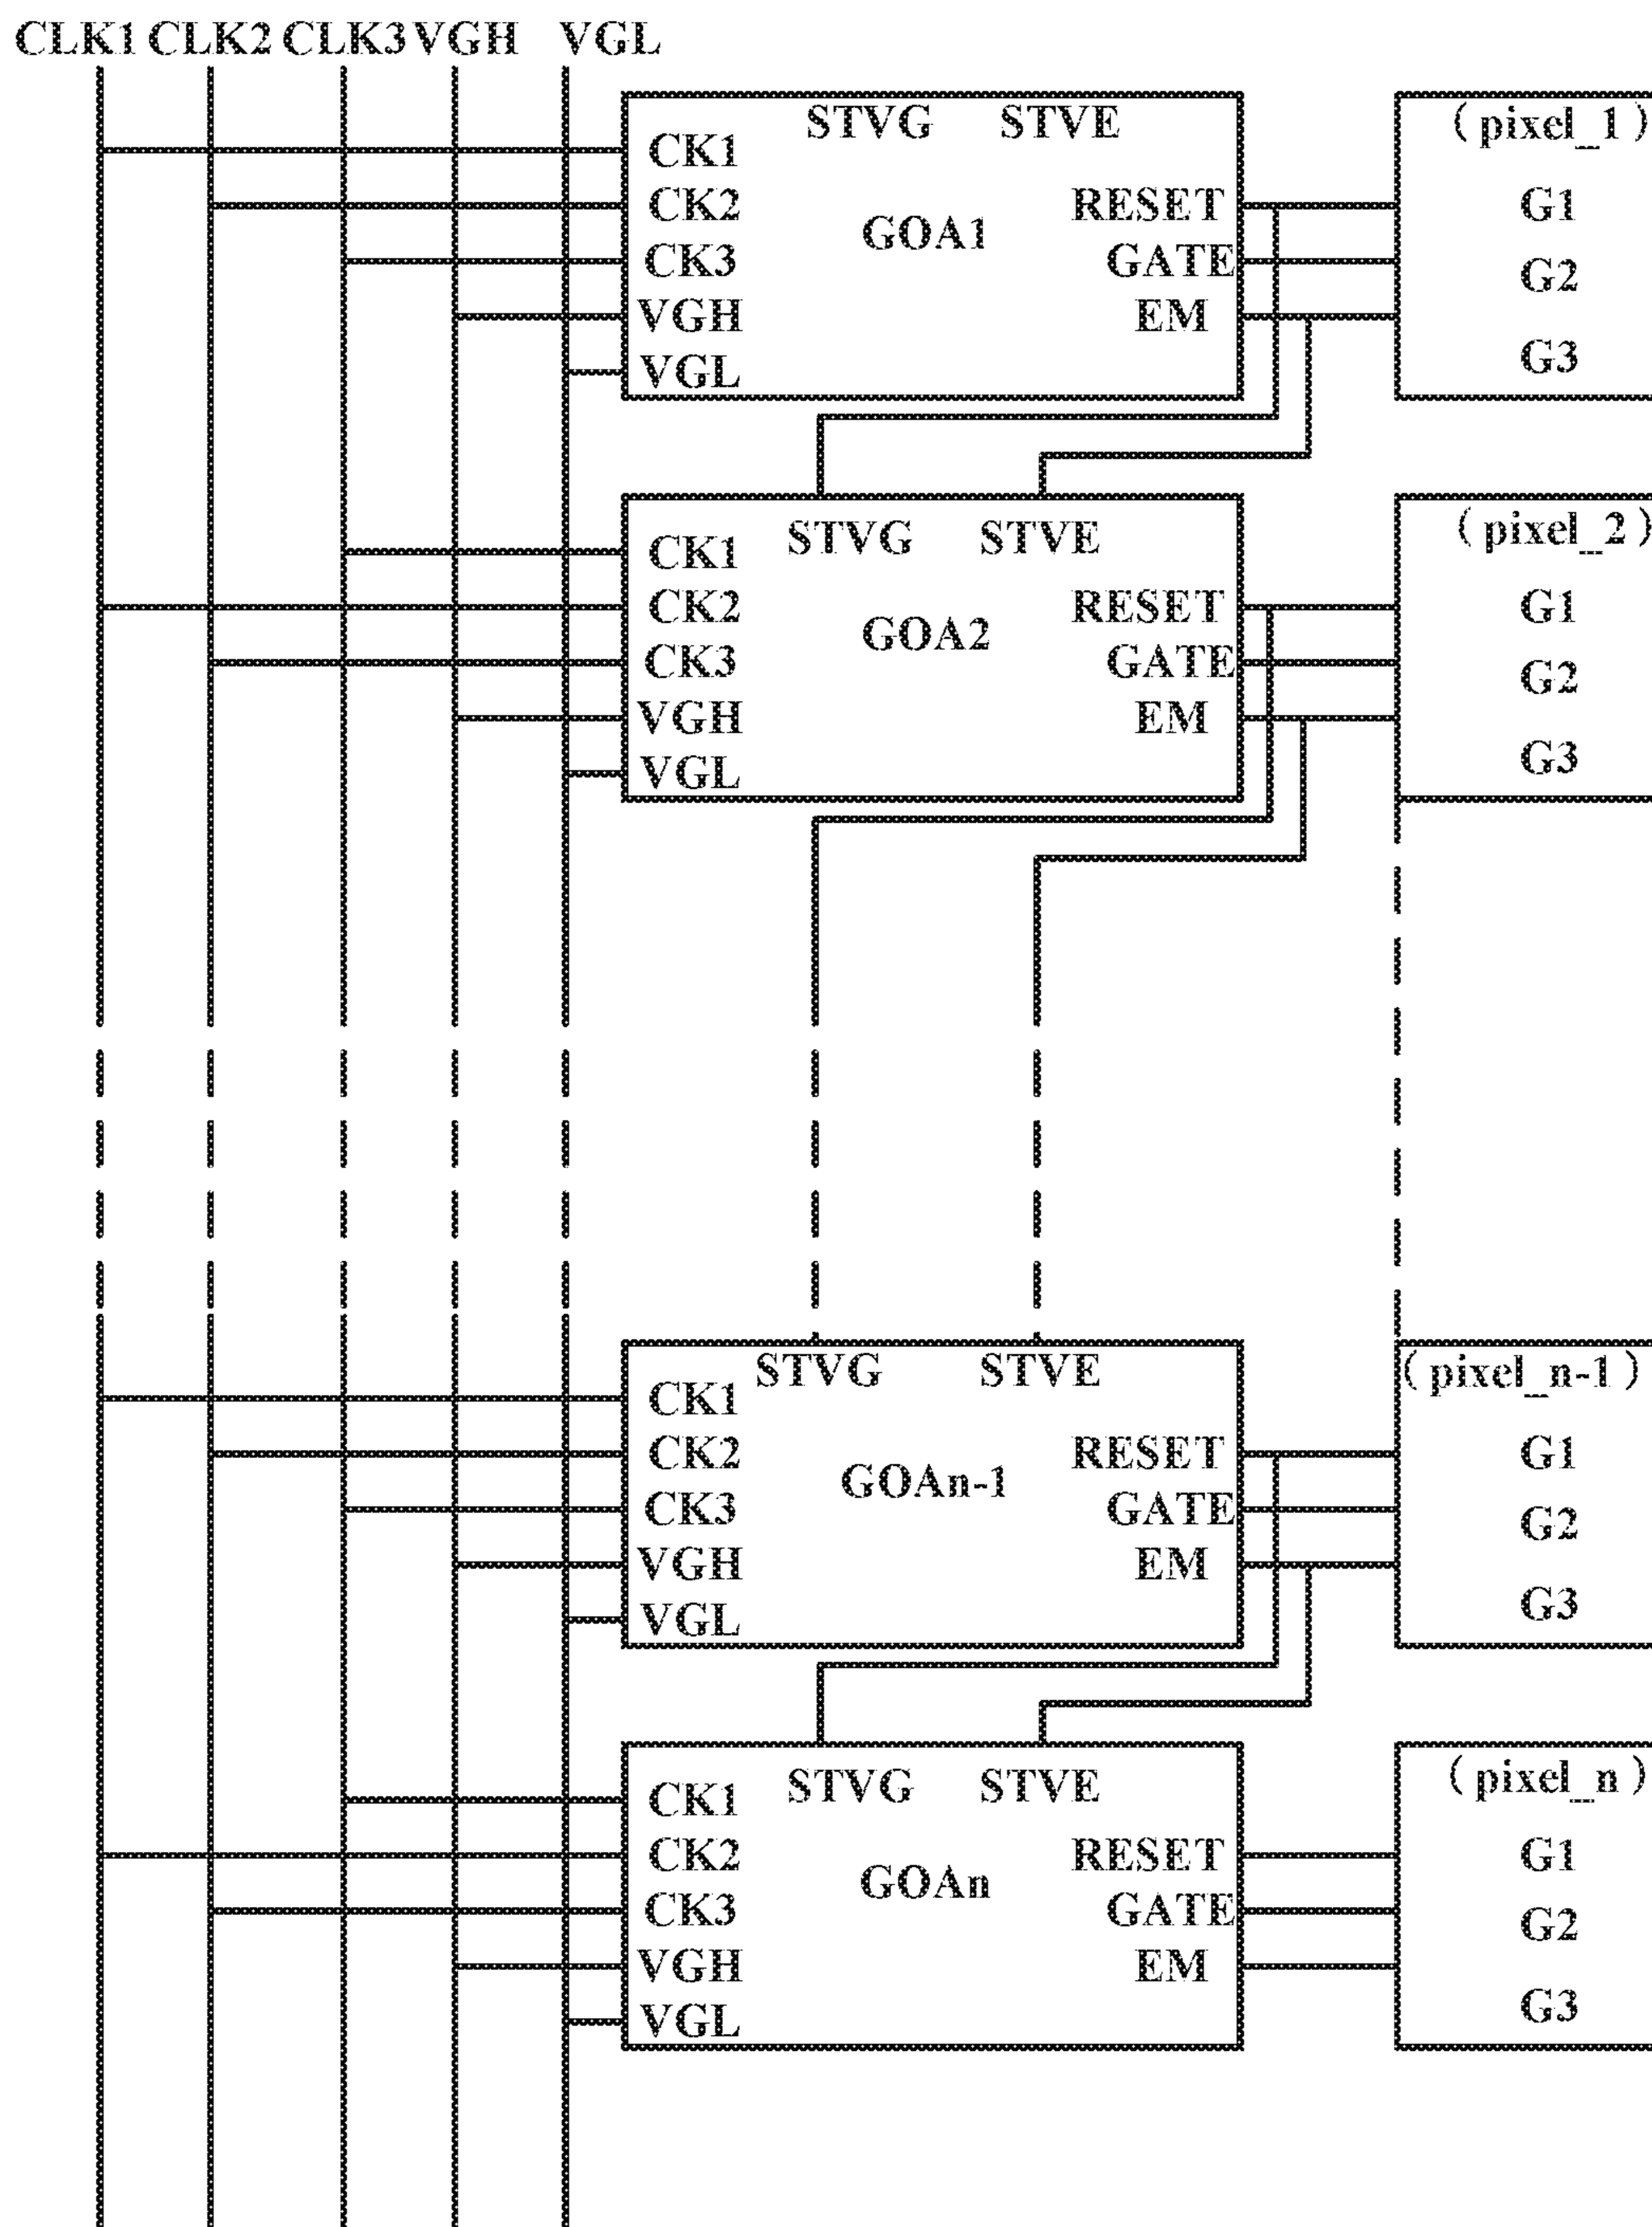 CLK1 CLK2 CLK3 VGH VGL
STVG STVE
CK1
CK2
CK3
VGH
VGL
GOA1
RESET
GATE
EM
(pixel_1)
G1
G2
G3
STVG STVE
CK1
CK2
CK3
VGH
VGL
GOA2
RESET
GATE
EM
(pixel_2)
G1
G2
G3
STVG STVE
CK1
CK2
CK3
VGH
VGL
GOAn-1
RESET
GATE
EM
(pixel_n-1)
G1
G2
G3
STVG STVE
CK1
CK2
CK3
VGH
VGL
GOAn
RESET
GATE
EM
(pixel_n)
G1
G2
G3